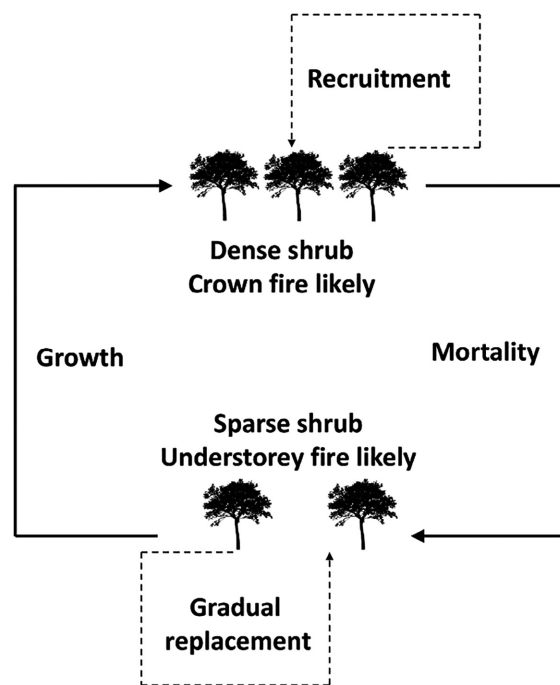 Recruitment
Dense shrub
Crown fire likely
Growth
Mortality
Sparse shrub
Understorey fire likely
Gradual
replacement